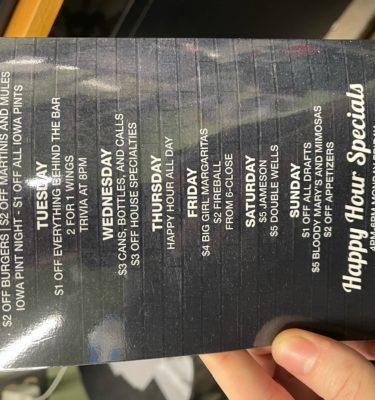 $2 OFF BURGERS | $2 OFF MARTINIS AND MULES
IOWA PINT NIGHT - $1 OFF ALL IOWA PINTS
TUESDAY
$1 OFF EVERYTHING BEHIND THE BAR
2 FOR 1 WINGS
TRIVIA AT 8PM
WEDNESDAY
$3 CANS, BOTTLES, AND CALLS
$3 OFF HOUSE SPECIALTIES
THURSDAY
HAPPY HOUR ALL DAY
FRIDAY
$4 BIG GIRL MARGARITAS
$2 FIREBALL
FROM 6-CLOSE
SATURDAY
$5 JAMESON
$5 DOUBLE WELLS
SUNDAY
$1 OFF ALL DRAFTS
$5 BLOODY MARY'S AND MIMOSAS
$2 OFF APPETIZERS
Happy Hour Specials